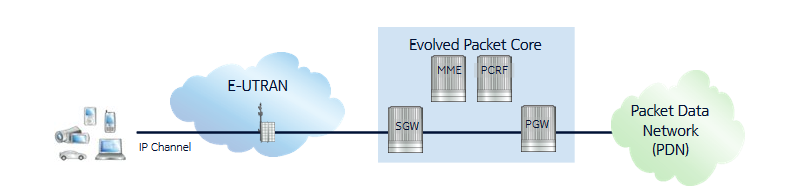 Evolved Packet Core
MME
PCRF
E-UTRAN
SGW
PGW
IP Channel
Packet Data
Network
(PDN)